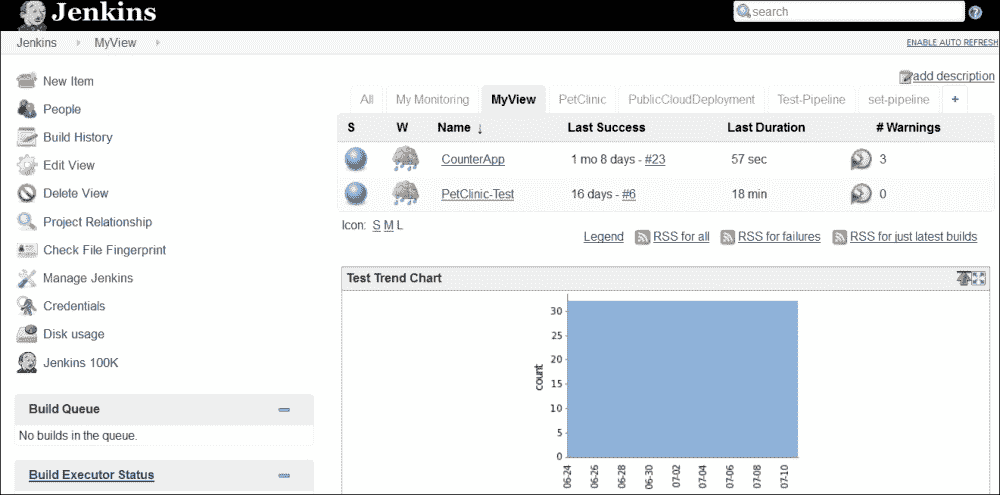 Jenkins
search
Jenkins MyView
ENABLE AUTO REFRESH
New Item
People
Build History
Edit View
Delete View
Project Relationship
Check File Fingerprint
Manage Jenkins
Credentials
Disk usage
Jenkins 100K
Build Queue
No builds in the queue.
Build Executor Status
add description
All My Monitoring MyView PetClinic PublicCloudDeployment Test-Pipeline set-pipeline +
S W Name ↓ Last Success Last Duration # Warnings
CounterApp 1 mo 8 days - #23 57 sec 3
PetClinic-Test 16 days - #6 18 min 0
Icon: S M L
Legend RSS for all RSS for failures RSS for just latest builds
Test Trend Chart
30
25
20
15
10
5
0
count
06-24 06-26 06-28 06-30 07-02 07-04 07-06 07-08 07-10